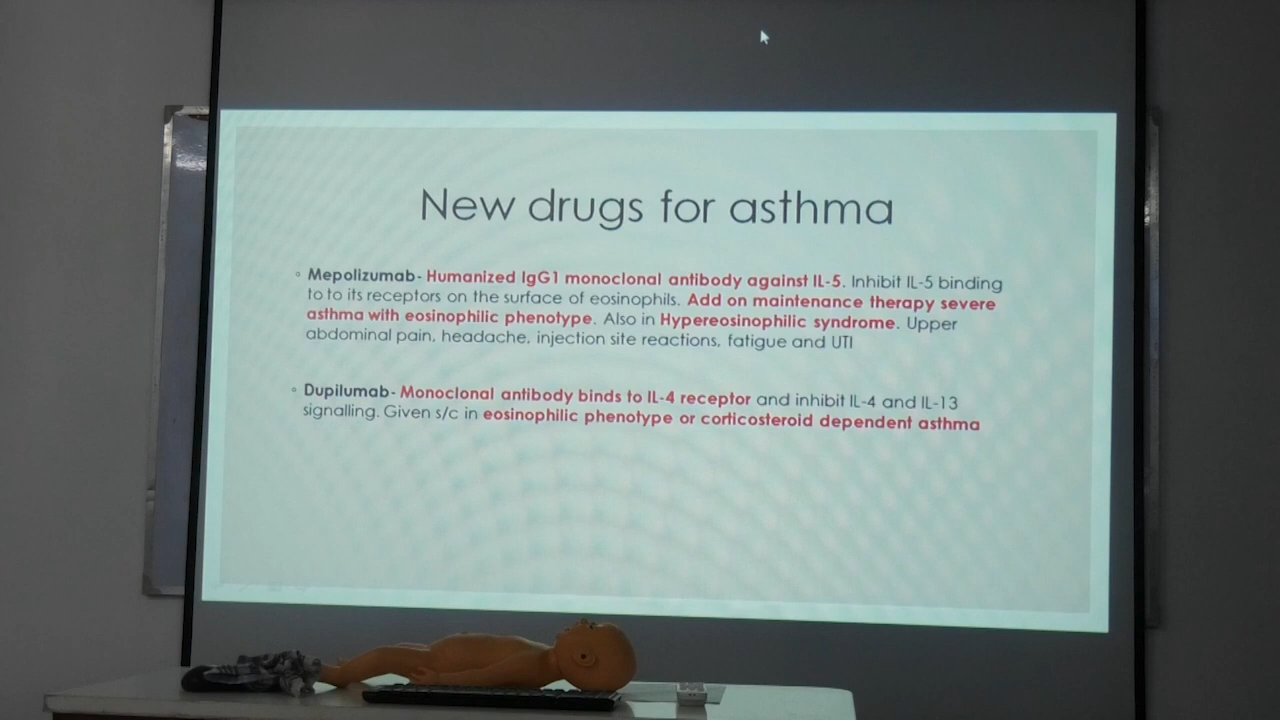 New drugs for asthma
◦ Mepolizumab- Humanized IgG1 monoclonal antibody against IL-5. Inhibit IL-5 binding
to to its receptors on the surface of eosinophils. Add on maintenance therapy severe
asthma with eosinophilic phenotype. Also in Hypereosinophilic syndrome. Upper
abdominal pain, headache, injection site reactions, fatigue and UTI
◦ Dupilumab- Monoclonal antibody binds to IL-4 receptor and inhibit IL-4 and IL-13
signalling. Given s/c in eosinophilic phenotype or corticosteroid dependent asthma